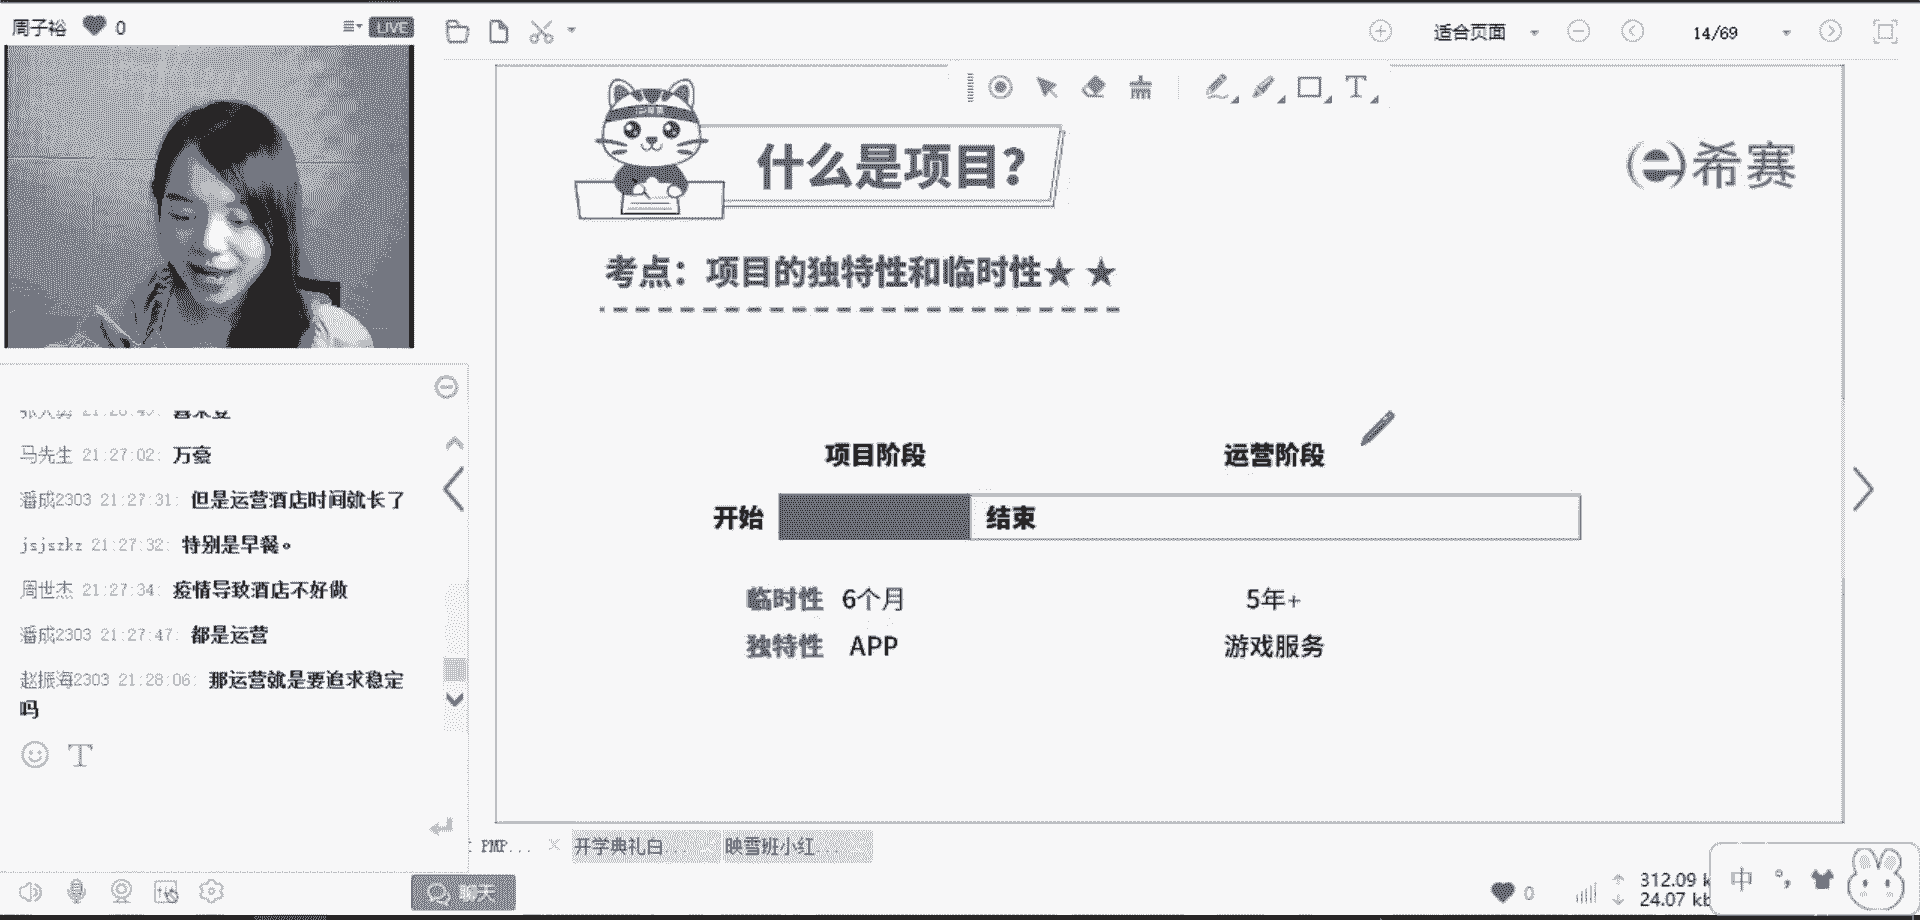 周子裕 0
LIVE
适合页面
14/69
什么是项目?
希赛
考点：项目的独特性和临时性★ ★
马先生 21:27:02: 万豪
潘成2303 21:27:31: 但是运营酒店时间就长了
jsjszkz 21:27:32: 特别是早餐。
周世杰 21:27:34: 疫情导致酒店不好做
潘成2303 21:27:47: 都是运营
赵振海2303 21:28:06: 那运营就是要追求稳定
吗
项目阶段 运营阶段
开始 结束
临时性 6个月 5年+
独特性 APP 游戏服务
PMP... 开学典礼白... 映雪班小红...
聊天
0
312.09 k
24.07 kb
中